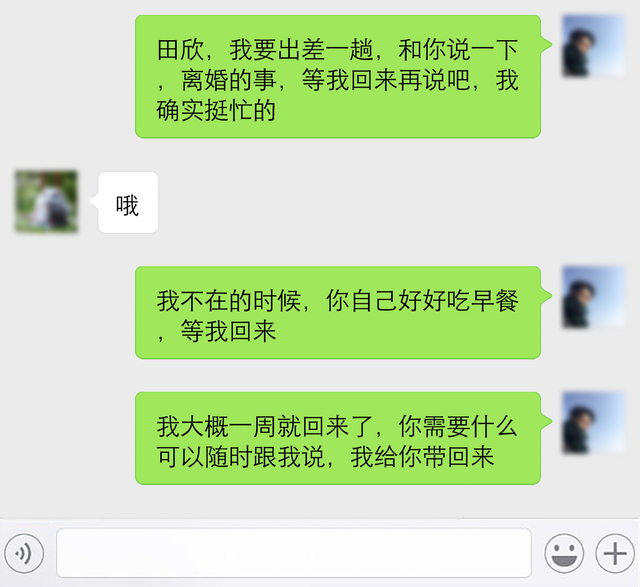 田欣，我要出差一趟，和你说一下
，离婚的事，等我回来再说吧，我
确实挺忙的
哦
我不在的时候，你自己好好吃早餐
，等我回来
我大概一周就回来了，你需要什么
可以随时跟我说，我给你带回来